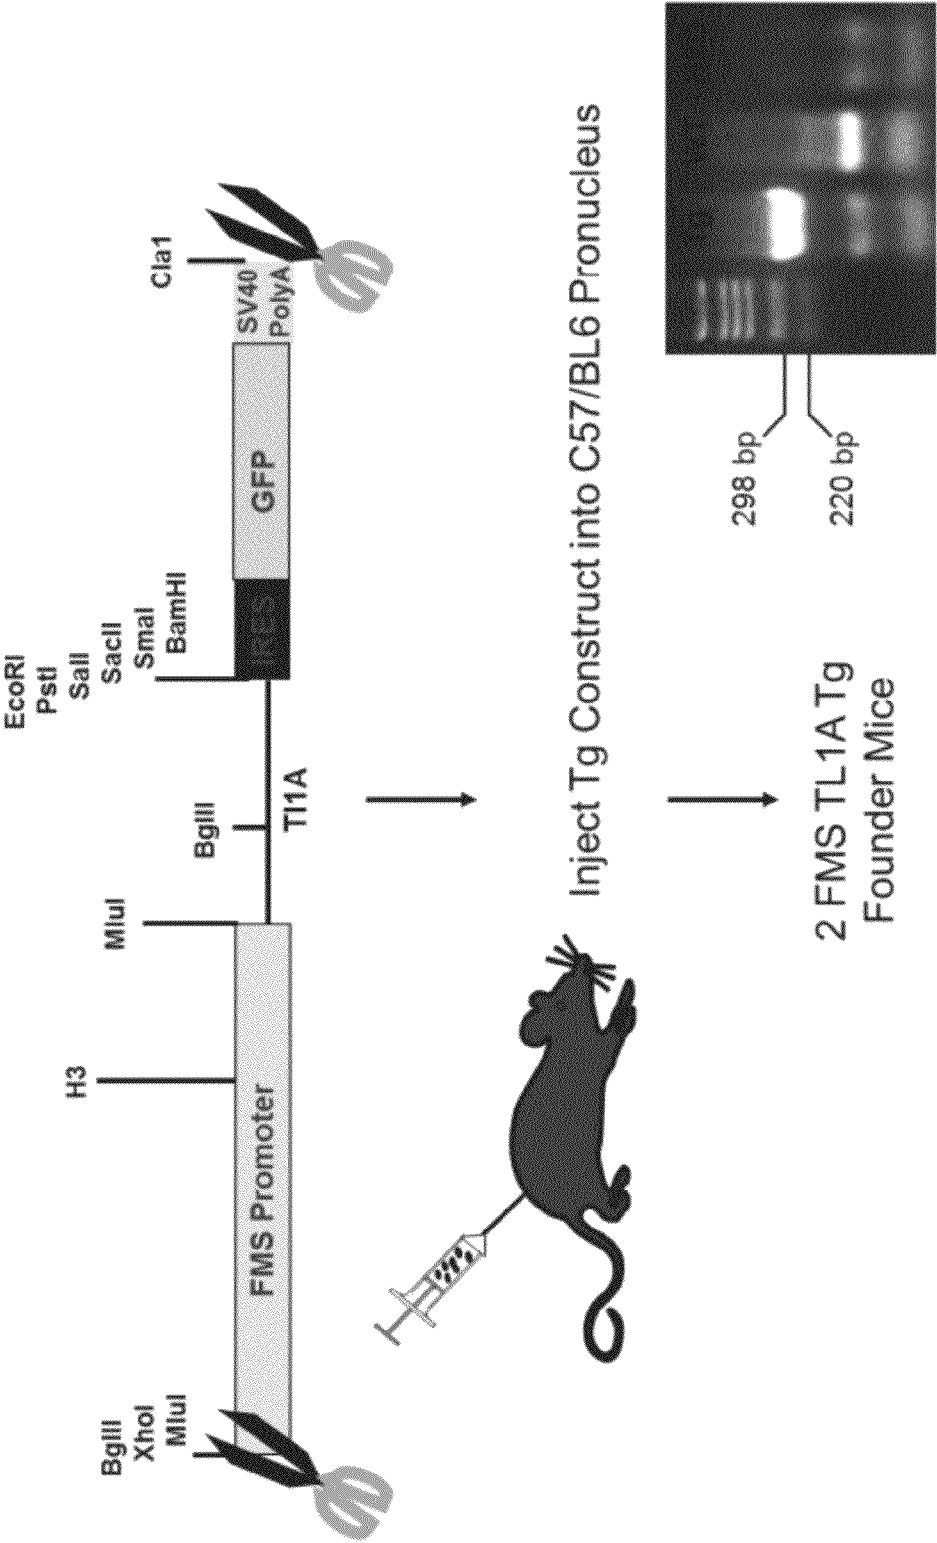 EcoRI
PstI
SalI
SacII
SmaI
BamHI
BglII
XhoI
MluI
H3
MluI
BglII
Cla1
FMS Promoter
Tl1A
IRES
GFP
SV40
PolyA
Inject Tg Construct into C57/BL6 Pronucleus
2 FMS TL1A Tg
Founder Mice
298 bp
220 bp